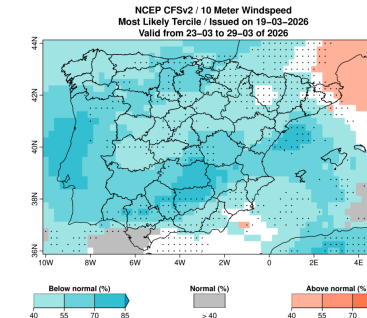 NCEP CFSv2 / 10 Meter Windspeed
Most Likely Tercile / Issued on 19-03-2026
Valid from 23-03 to 29-03 of 2026
44N
42N
40N
38N
36N
10W 8W 6W 4W 2W 0 2E 4E
Below normal (%) Normal (%) Above normal (%)
40 55 70 85 > 40 40 55 70